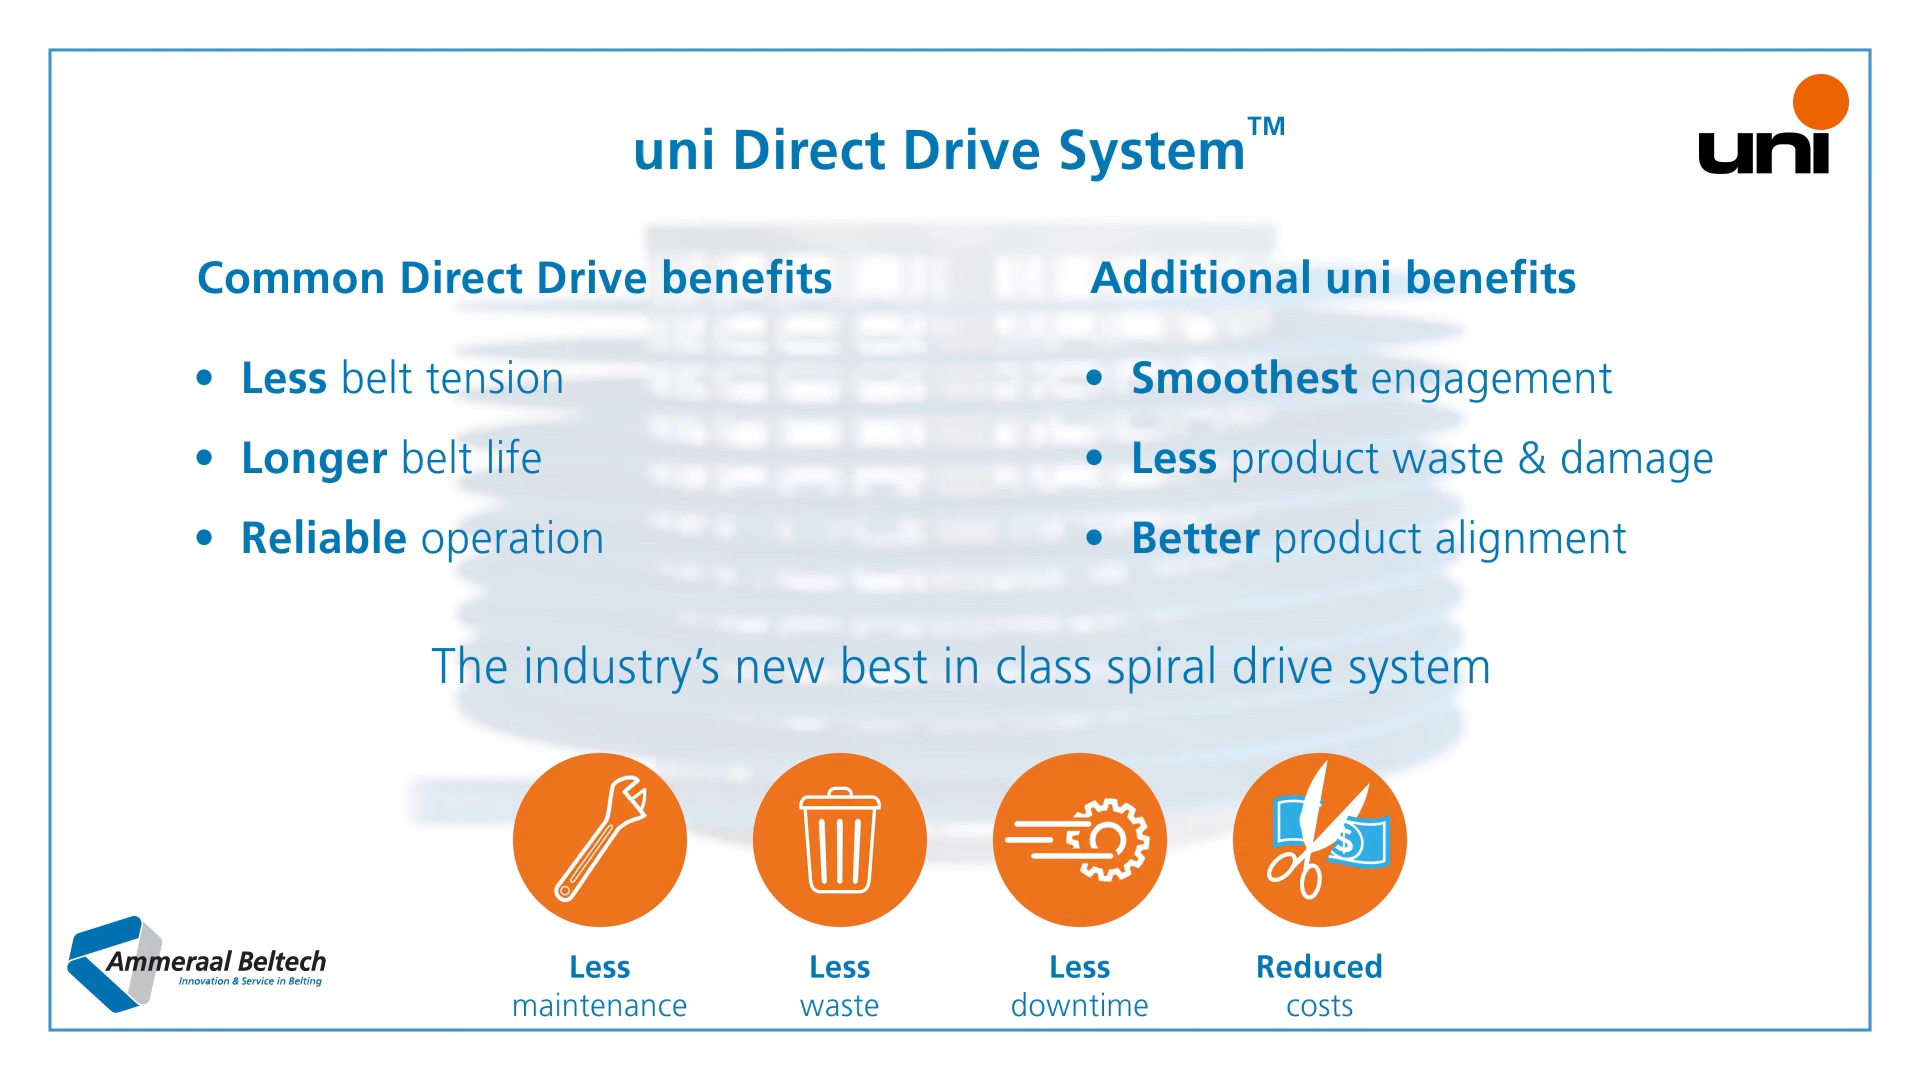 uni Direct Drive System™
uni
Common Direct Drive benefits
• Less belt tension
• Longer belt life
• Reliable operation
Additional uni benefits
• Smoothest engagement
• Less product waste & damage
• Better product alignment
The industry’s new best in class spiral drive system
$
Less
maintenance
Less
waste
Less
downtime
Reduced
costs
Ammeraal Beltech
Innovation & Service in Belting